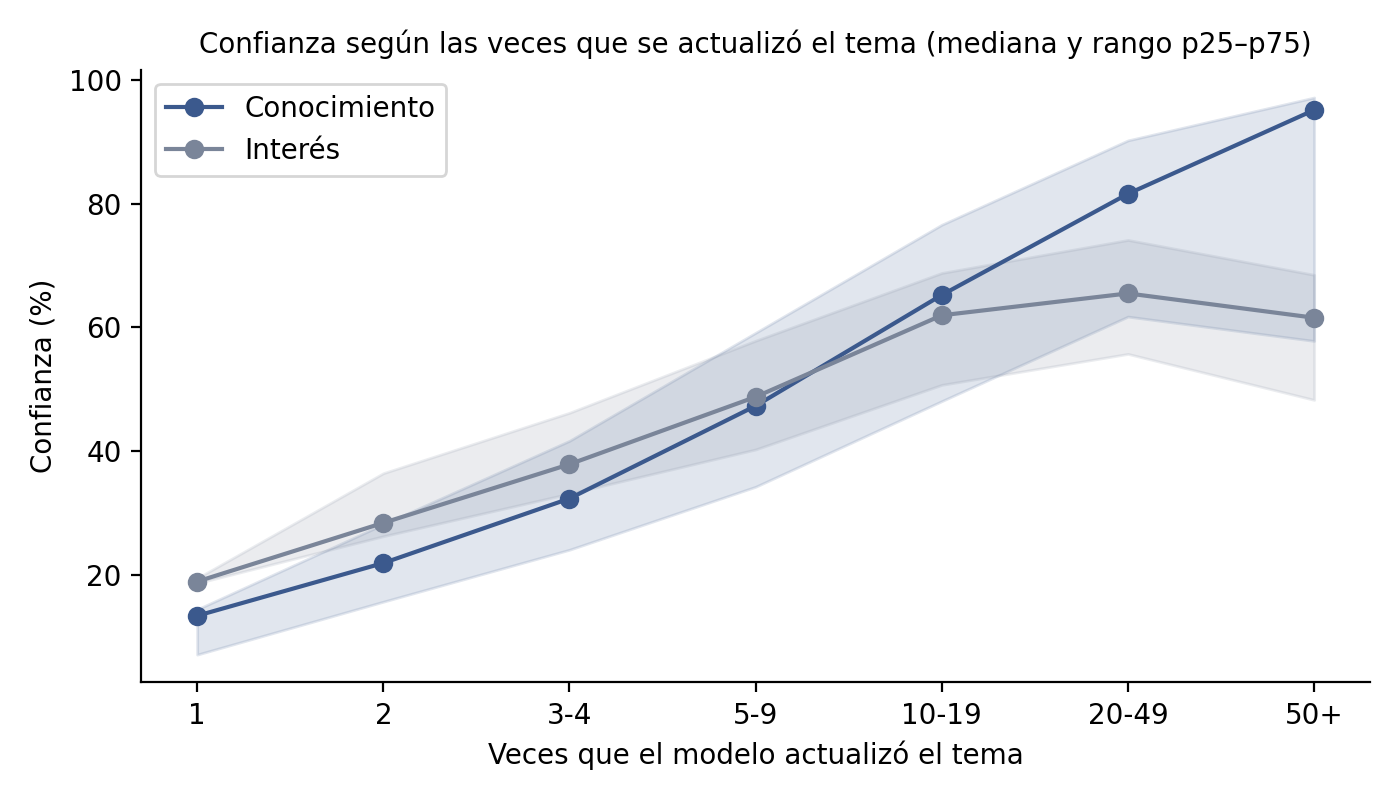 Confianza según las veces que se actualizó el tema (mediana y rango p25–p75)
Conocimiento
Interés
Confianza (%)
100
80
60
40
20
1 2 3-4 5-9 10-19 20-49 50+
Veces que el modelo actualizó el tema